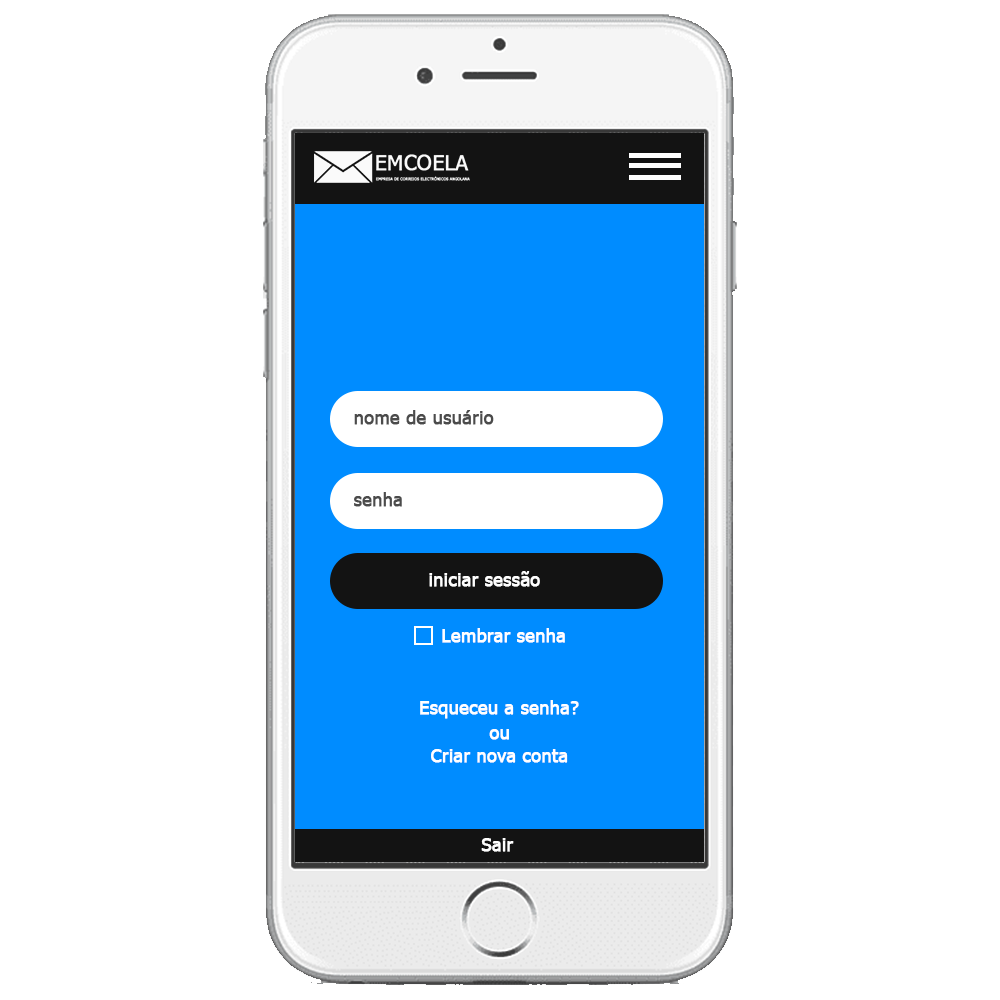 EMCOELA
EMPRESA DE CORREIOS ELECTRÓNICOS ANGOLANA
nome de usuário
senha
iniciar sessão
Lembrar senha
Esqueceu a senha?
ou
Criar nova conta
Sair